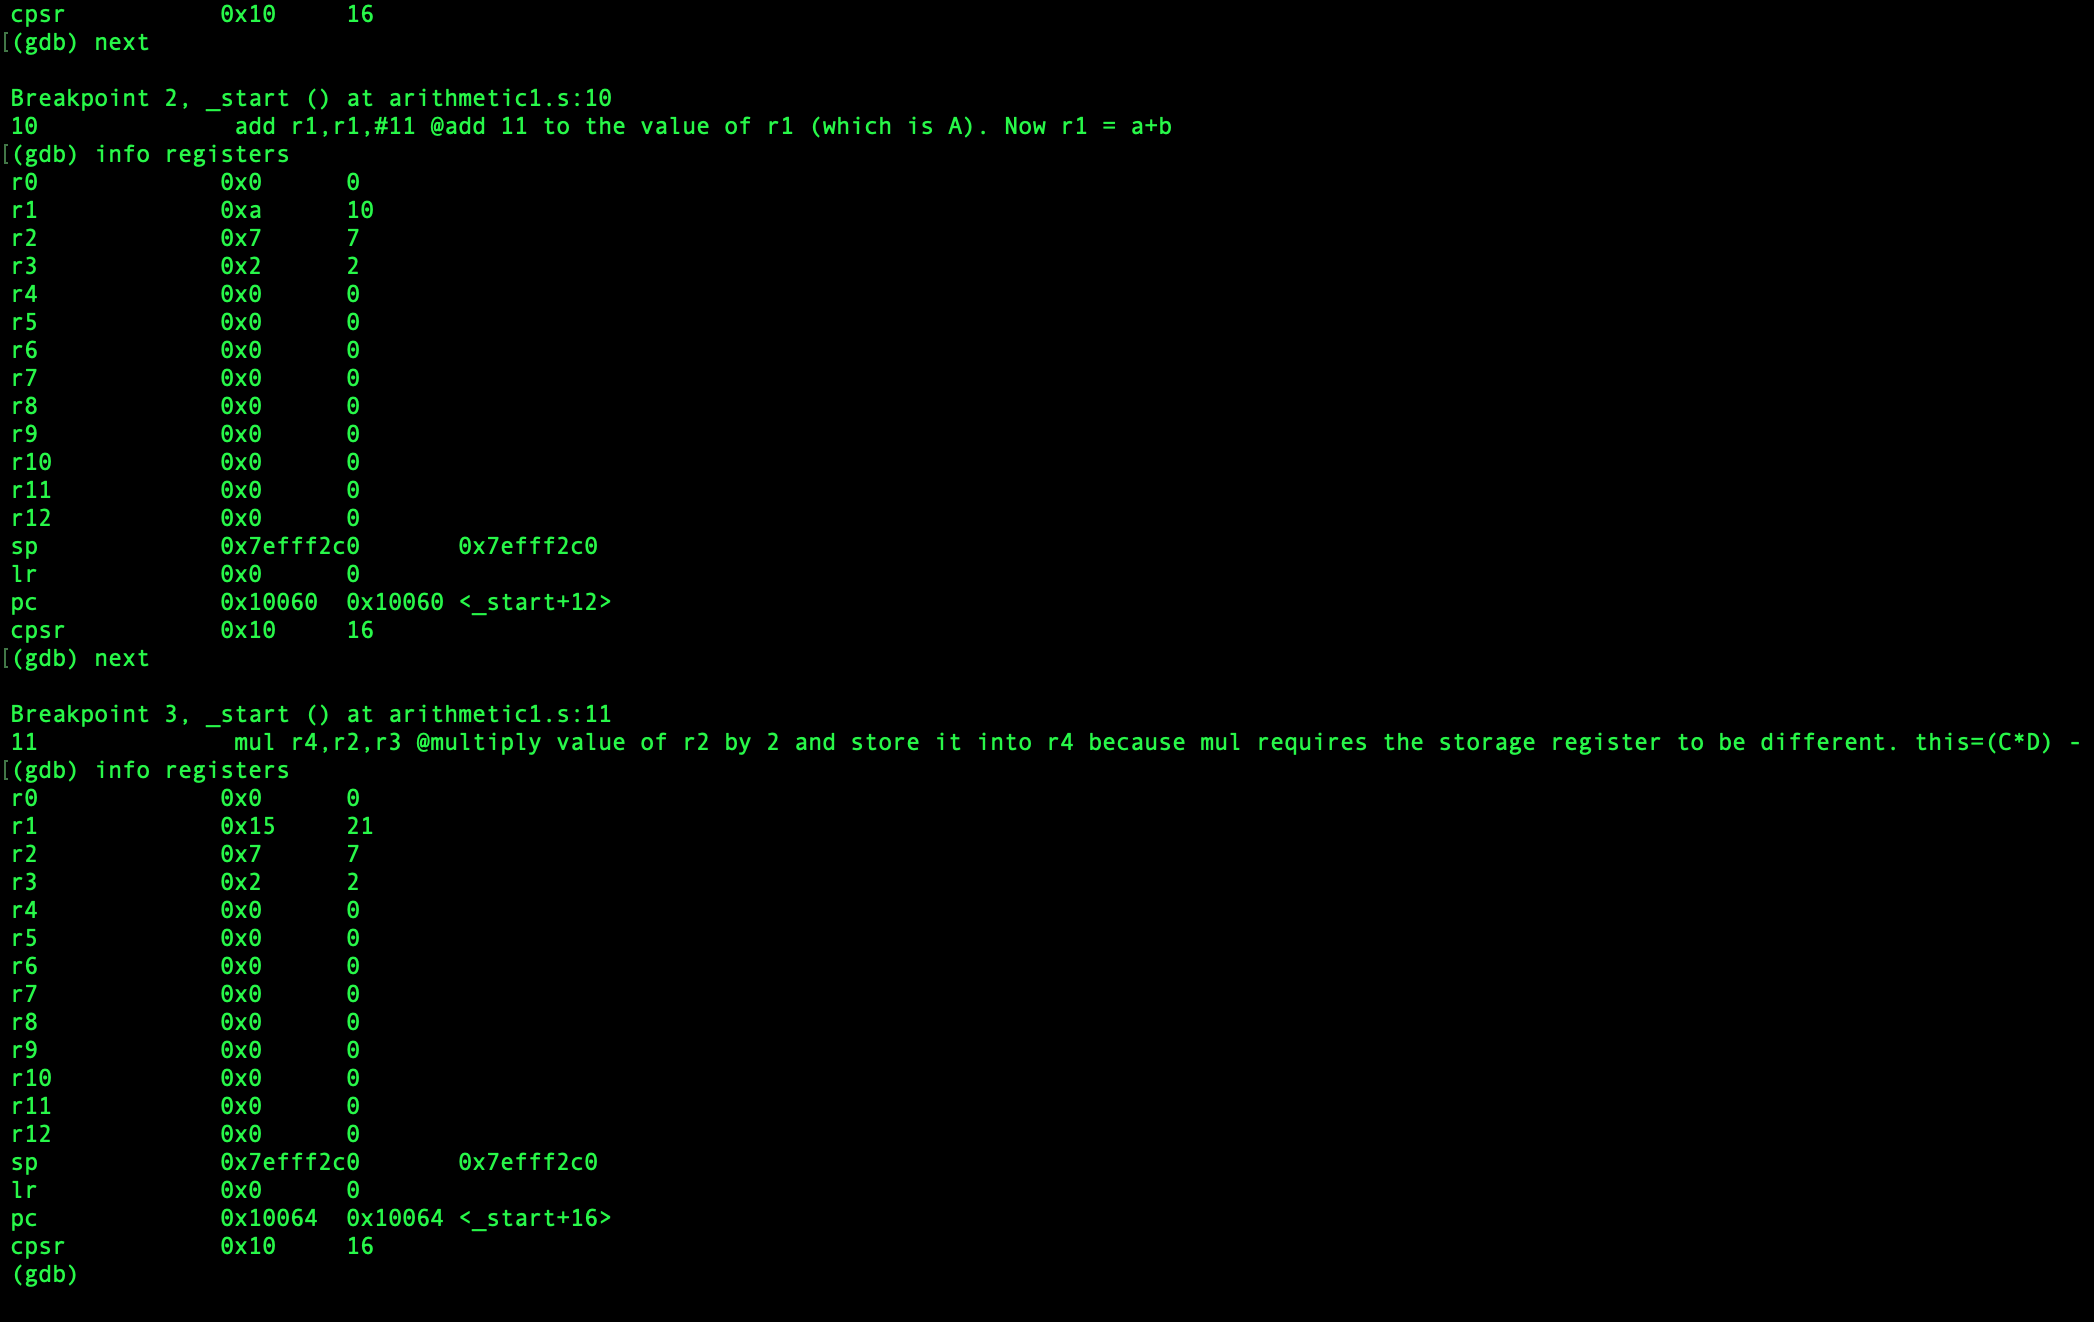 cpsr           0x10     16
[(gdb) next

Breakpoint 2, _start () at arithmetic1.s:10
10              add r1,r1,#11 @add 11 to the value of r1 (which is A). Now r1 = a+b
[(gdb) info registers
r0             0x0      0
r1             0xa      10
r2             0x7      7
r3             0x2      2
r4             0x0      0
r5             0x0      0
r6             0x0      0
r7             0x0      0
r8             0x0      0
r9             0x0      0
r10            0x0      0
r11            0x0      0
r12            0x0      0
sp             0x7efff2c0       0x7efff2c0
lr             0x0      0
pc             0x10060  0x10060 <_start+12>
cpsr           0x10     16
[(gdb) next

Breakpoint 3, _start () at arithmetic1.s:11
11              mul r4,r2,r3 @multiply value of r2 by 2 and store it into r4 because mul requires the storage register to be different. this=(C*D) -
[(gdb) info registers
r0             0x0      0
r1             0x15     21
r2             0x7      7
r3             0x2      2
r4             0x0      0
r5             0x0      0
r6             0x0      0
r7             0x0      0
r8             0x0      0
r9             0x0      0
r10            0x0      0
r11            0x0      0
r12            0x0      0
sp             0x7efff2c0       0x7efff2c0
lr             0x0      0
pc             0x10064  0x10064 <_start+16>
cpsr           0x10     16
(gdb)